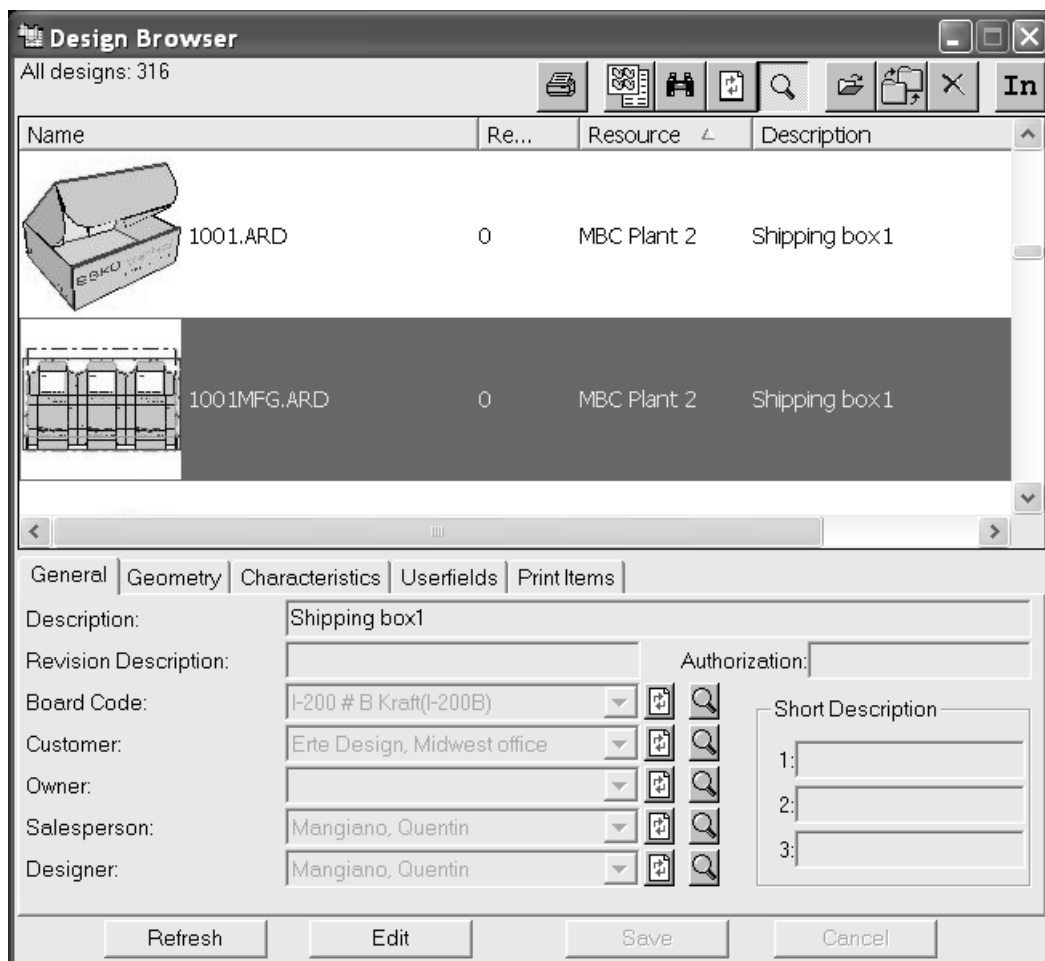 Design Browser
All designs: 316
In
Name Re... Resource Description
ESKO
1001.ARD 0 MBC Plant 2 Shipping box1
1001MFG.ARD 0 MBC Plant 2 Shipping box1
General Geometry Characteristics Userfields Print Items
Description: Shipping box1
Revision Description: Authorization:
Board Code: I-200 # B Kraft(I-200B)
Short Description
Customer: Erte Design, Midwest office
1:
Owner:
2:
Salesperson: Mangiano, Quentin
3:
Designer: Mangiano, Quentin
Refresh Edit Save Cancel